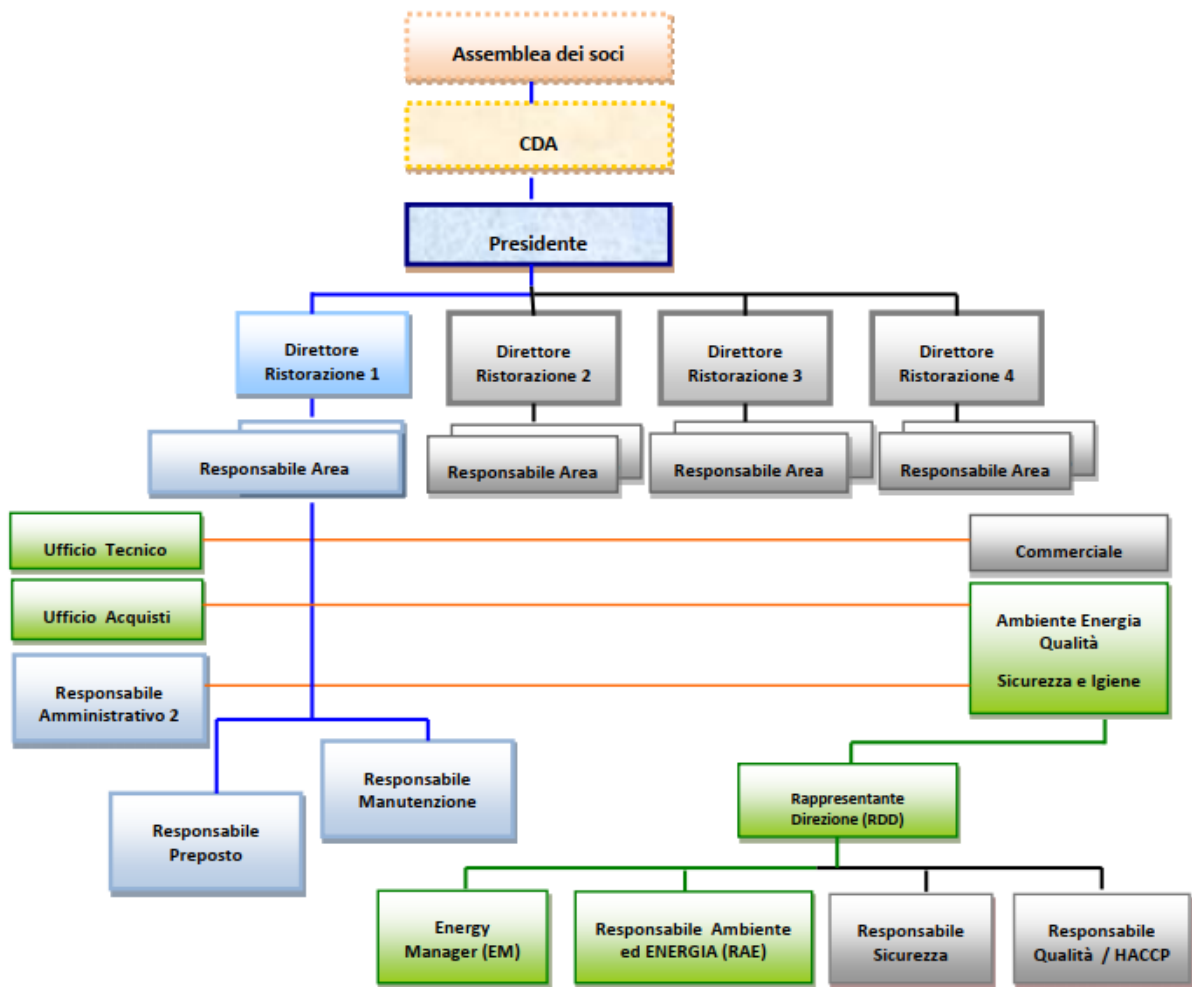 Assemblea dei soci
CDA
Presidente
Direttore
Ristorazione 1
Direttore
Ristorazione 2
Direttore
Ristorazione 3
Direttore
Ristorazione 4
Responsabile Area
Responsabile Area
Responsabile Area
Responsabile Area
Ufficio Tecnico
Commerciale
Ufficio Acquisti
Ambiente Energia
Qualità
Sicurezza e Igiene
Responsabile
Amministrativo 2
Responsabile
Manutenzione
Rappresentante
Direzione (RDD)
Responsabile
Preposto
Energy
Manager (EM)
Responsabile Ambiente
ed ENERGIA (RAE)
Responsabile
Sicurezza
Responsabile
Qualità / HACCP